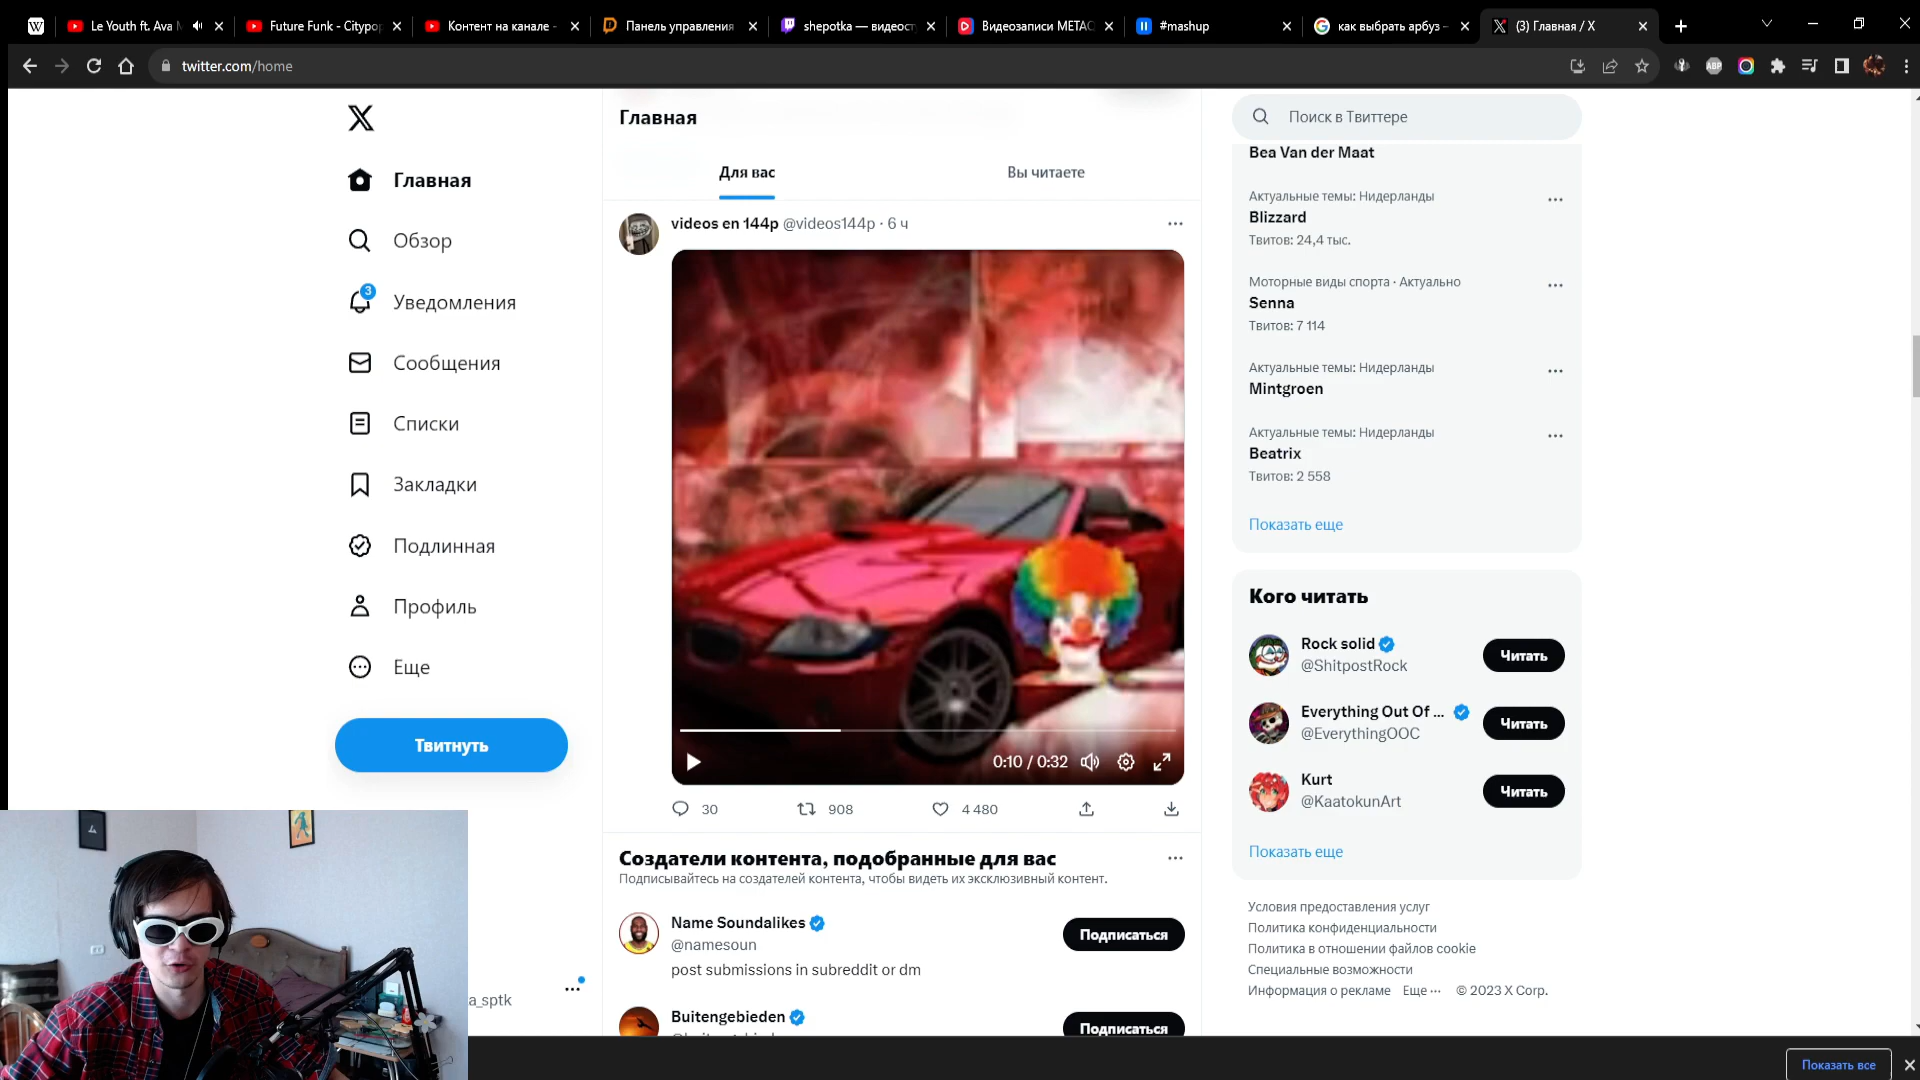 Le Youth ft. Ava M
Future Funk - Citypop
Контент на канале -
Панель управления
shepotka — видеост
Видеозаписи METAC
#mashup
как выбрать арбуз –
(3) Главная / X
twitter.com/home
ABP
Главная
Обзор
3
Уведомления
Сообщения
Списки
Закладки
Подлинная
Профиль
Еще
Твитнуть
a_sptk
Главная
Для вас
Вы читаете
videos en 144p @videos144p · 6 ч
0:10 / 0:32
30
908
4 480
Создатели контента, подобранные для вас
Подписывайтесь на создателей контента, чтобы видеть их эксклюзивный контент.
Name Soundalikes
@namesoun
Подписаться
post submissions in subreddit or dm
Buitengebieden
Подписаться
Поиск в Твиттере
Bea Van der Maat
Актуальные темы: Нидерланды
Blizzard
Твитов: 24,4 тыс.
Моторные виды спорта · Актуально
Senna
Твитов: 7 114
Актуальные темы: Нидерланды
Mintgroen
Актуальные темы: Нидерланды
Beatrix
Твитов: 2 558
Показать еще
Кого читать
Rock solid
@ShitpostRock
Читать
Everything Out Of ...
@EverythingOOC
Читать
Kurt
@KaatokunArt
Читать
Показать еще
Условия предоставления услуг
Политика конфиденциальности
Политика в отношении файлов cookie
Специальные возможности
Информация о рекламе Еще ··· © 2023 X Corp.
Показать все